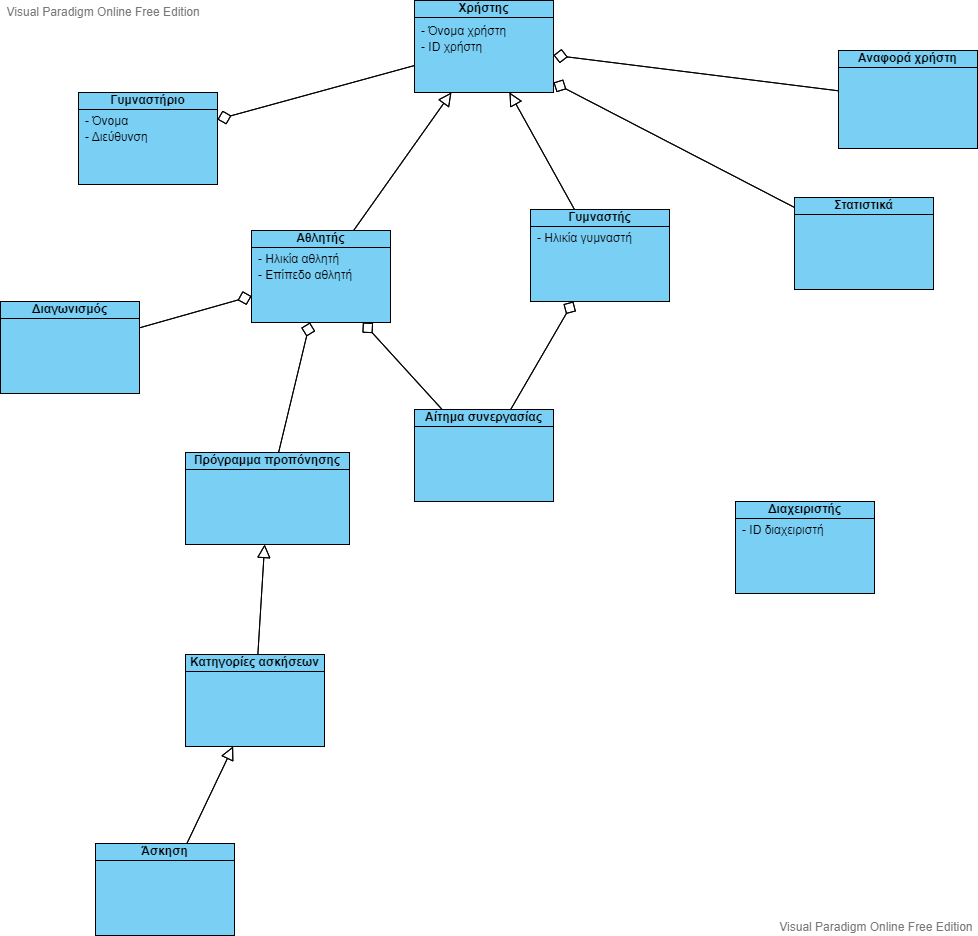 Visual Paradigm Online Free Edition
Χρήστης
- Όνομα χρήστη
- ID χρήστη
Αναφορά χρήστη
Γυμναστήριο
- Όνομα
- Διεύθυνση
Στατιστικά
Γυμναστής
- Ηλικία γυμναστή
Αθλητής
- Ηλικία αθλητή
- Επίπεδο αθλητή
Διαγωνισμός
Αίτημα συνεργασίας
Πρόγραμμα προπόνησης
Διαχειριστής
- ID διαχειριστή
Κατηγορίες ασκήσεων
Άσκηση
Visual Paradigm Online Free Edition